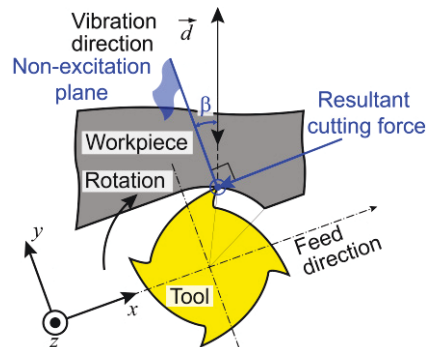 Vibration
direction
d
Non-excitation
plane
β
Resultant
cutting force
Workpiece
Rotation
y
Feed
direction
x
Tool
z